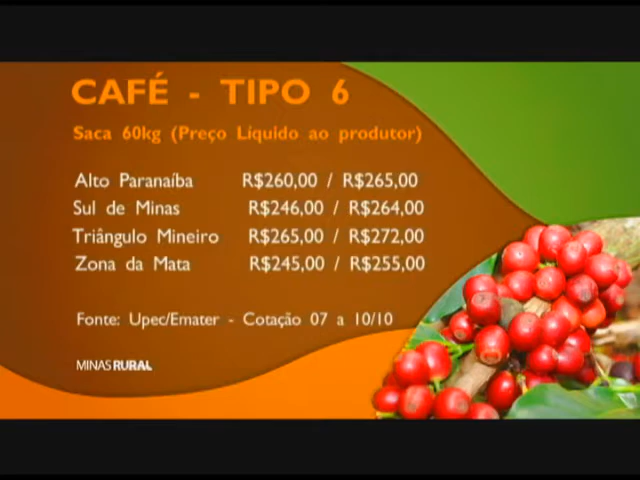 CAFÉ - TIPO 6
Saca 60kg (Preço Líquido ao produtor)
Alto Paranaíba R$260,00 / R$265,00
Sul de Minas R$246,00 / R$264,00
Triângulo Mineiro R$265,00 / R$272,00
Zona da Mata R$245,00 / R$255,00
Fonte: Upec/Emater - Cotação 07 a 10/10
MINAS RURAL